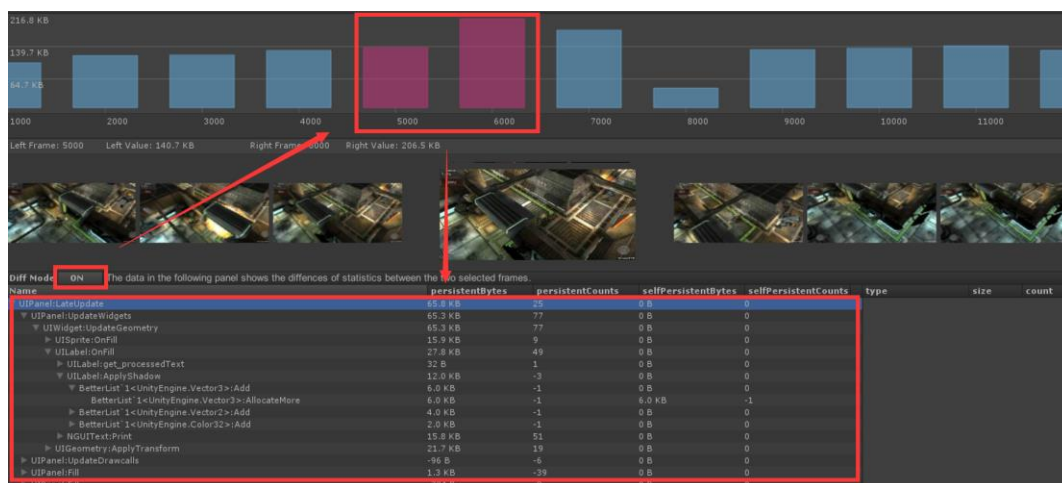 216.8 KB
139.7 KB
64.7 KB
1000 2000 3000 4000 5000 6000 7000 8000 9000 10000 11000
Left Frame: 5000 Left Value: 140.7 KB Right Value: 206.5 KB
Diff Mode ON The data in the following panel shows the diffences of statistics between the two selected frames.
Name persistentBytes persistentCounts selfPersistentBytes selfPersistentCounts type size count
UIPanel:LateUpdate 65.8 KB 25 0 B 0
UIPanel:UpdateWidgets 65.3 KB 77 0 B 0
UIWidget:UpdateGeometry 65.3 KB 77 0 B 0
UISprite:OnFill 15.9 KB 9 0 B 0
UILabel:OnFill 27.8 KB 49 0 B 0
UILabel:get_processedText 32 B 1 0 B 0
UILabel:ApplyShadow 12.0 KB -3 0 B 0
BetterList`1<UnityEngine.Vector3>:Add 6.0 KB -1 0 B 0
BetterList`1<UnityEngine.Vector3>:AllocateMore 6.0 KB -1 6.0 KB -1
BetterList`1<UnityEngine.Vector2>:Add 4.0 KB -1 0 B 0
BetterList`1<UnityEngine.Color32>:Add 2.0 KB -1 0 B 0
NGUIText:Print 15.8 KB 51 0 B 0
UIGeometry:ApplyTransform 21.7 KB 19 0 B 0
UIPanel:UpdateDrawcalls -96 B -6 0 B 0
UIPanel:Fill 1.3 KB -39 0 B 0